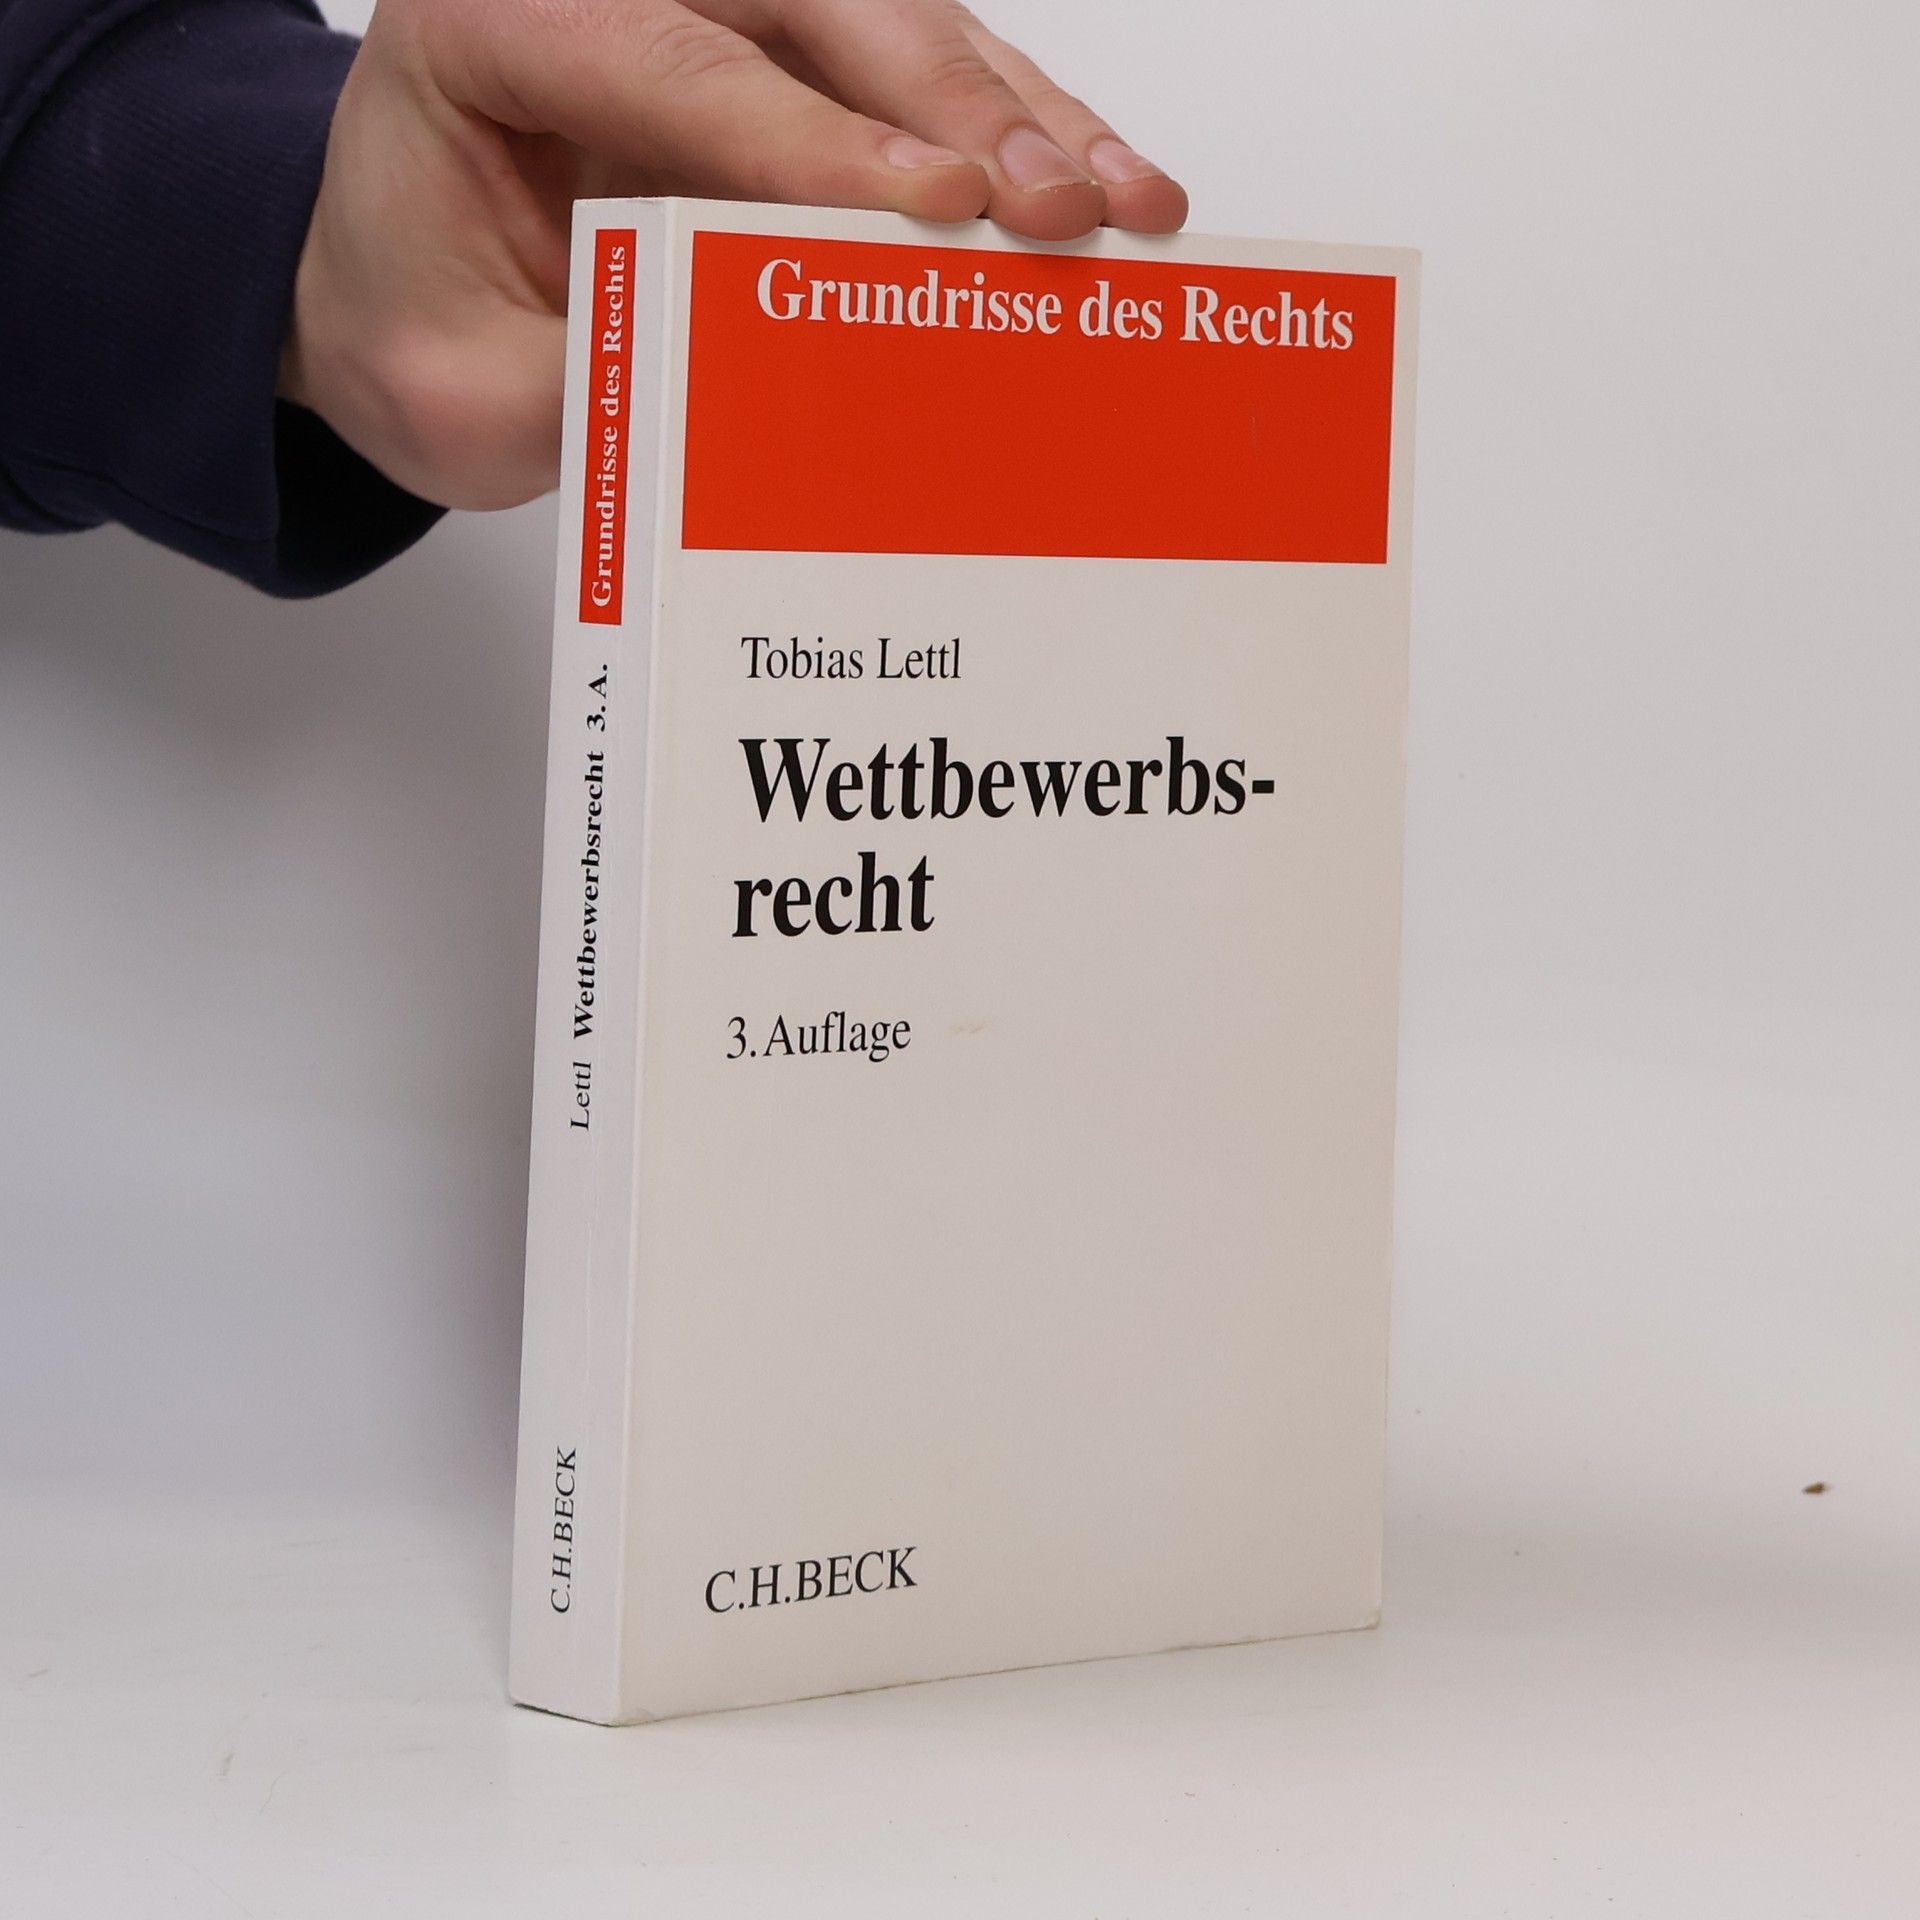 Grundrisse des Rechts
Tobias Lettl
Wettbewerbs-
recht
3. Auflage
C.H.BECK
Grundrisse des Rechts
Lettl Wettbewerbsrecht 3. A.
C.H.BECK